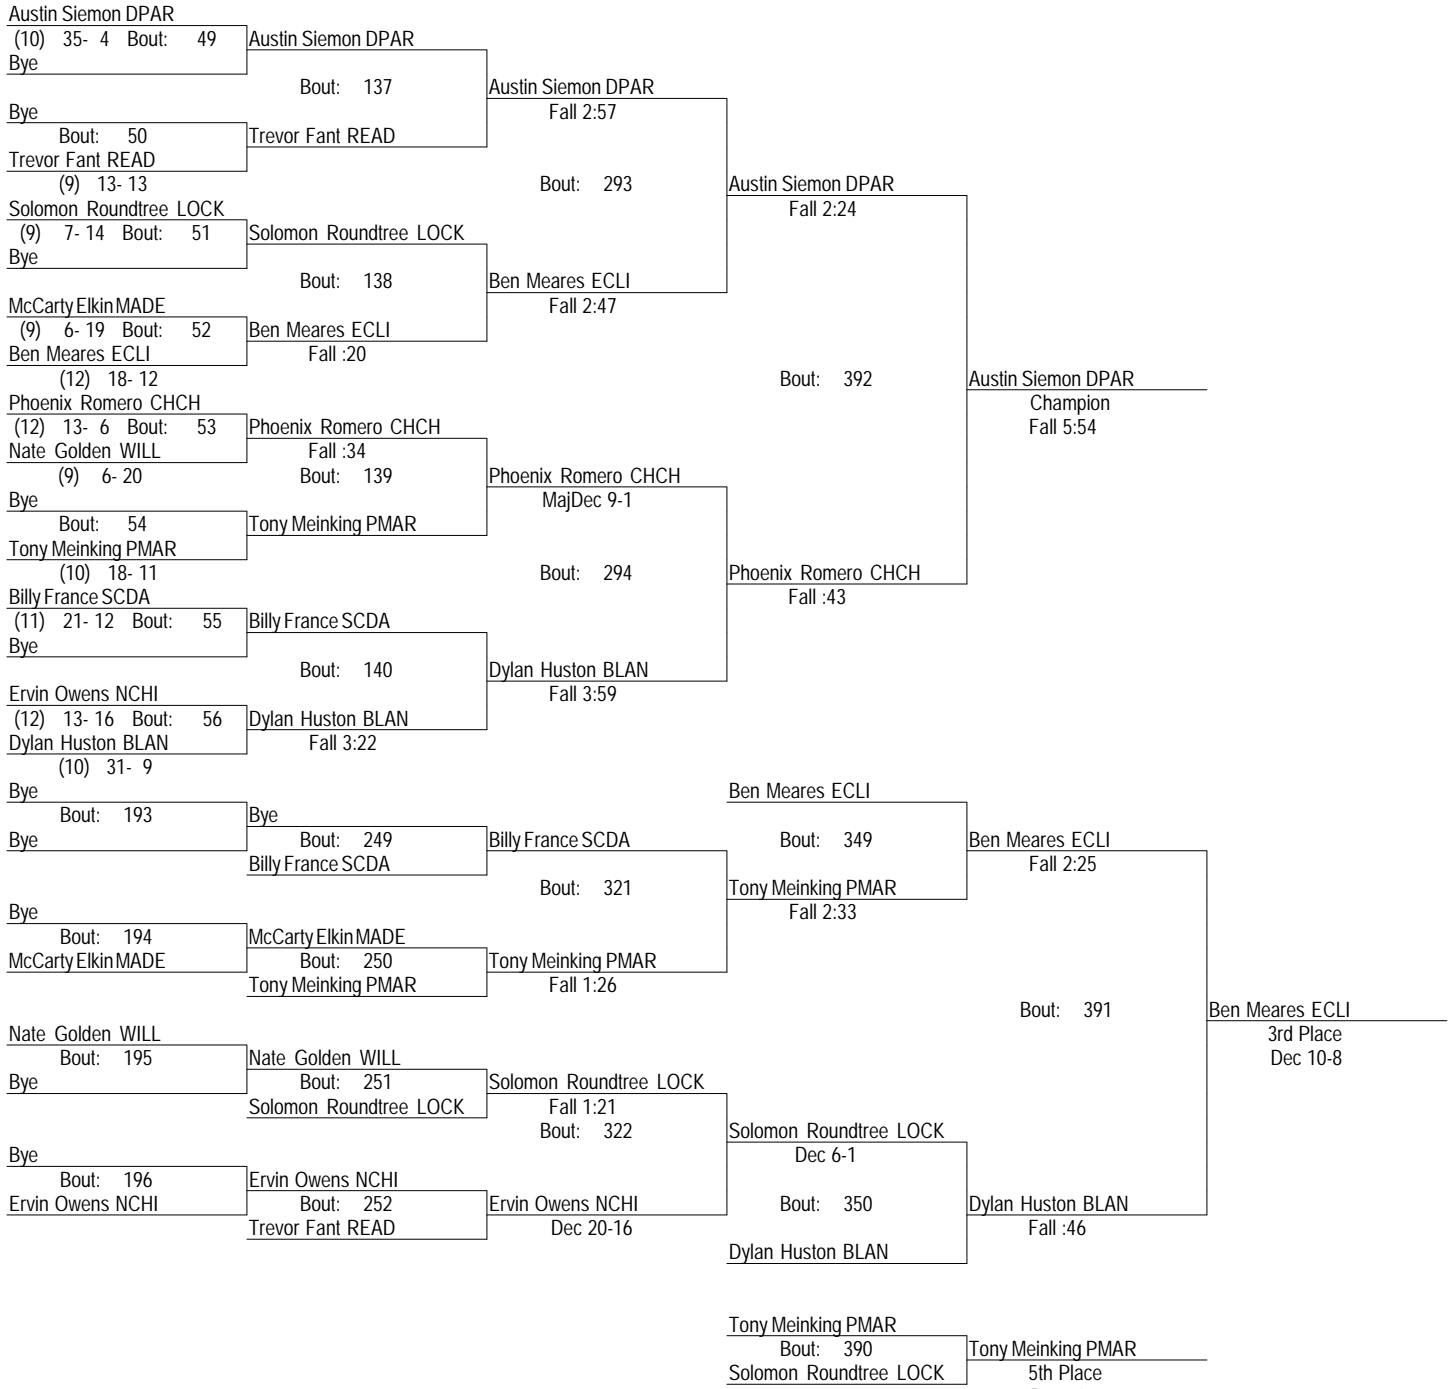 Austin Siemon DPAR
(10) 35- 4 Bout: 49 Austin Siemon DPAR
Bye
Bout: 137 Austin Siemon DPAR
Bye Fall 2:57
Bout: 50 Trevor Fant READ
Trevor Fant READ
(9) 13- 13 Bout: 293 Austin Siemon DPAR
Solomon Roundtree LOCK Fall 2:24
(9) 7- 14 Bout: 51 Solomon Roundtree LOCK
Bye
Bout: 138 Ben Meares ECLI
McCarty Elkin MADE Fall 2:47
(9) 6- 19 Bout: 52 Ben Meares ECLI
Ben Meares ECLI Fall :20
(12) 18- 12 Bout: 392 Austin Siemon DPAR
Phoenix Romero CHCH Champion
(12) 13- 6 Bout: 53 Phoenix Romero CHCH Fall 5:54
Nate Golden WILL Fall :34
(9) 6- 20 Bout: 139 Phoenix Romero CHCH
Bye MajDec 9-1
Bout: 54 Tony Meinking PMAR
Tony Meinking PMAR
(10) 18- 11 Bout: 294 Phoenix Romero CHCH
Billy France SCDA Fall :43
(11) 21- 12 Bout: 55 Billy France SCDA
Bye
Bout: 140 Dylan Huston BLAN
Ervin Owens NCHI Fall 3:59
(12) 13- 16 Bout: 56 Dylan Huston BLAN
Dylan Huston BLAN Fall 3:22
(10) 31- 9
Bye Ben Meares ECLI
Bout: 193 Bye
Bye Bout: 249 Billy France SCDA Bout: 349 Ben Meares ECLI
Billy France SCDA Fall 2:25
Bout: 321 Tony Meinking PMAR
Bye Fall 2:33
Bout: 194 McCarty Elkin MADE
McCarty Elkin MADE Bout: 250 Tony Meinking PMAR
Tony Meinking PMAR Fall 1:26
Bout: 391 Ben Meares ECLI
Nate Golden WILL 3rd Place
Bout: 195 Nate Golden WILL Dec 10-8
Bye Bout: 251 Solomon Roundtree LOCK
Solomon Roundtree LOCK Fall 1:21
Bout: 322 Solomon Roundtree LOCK
Bye Dec 6-1
Bout: 196 Ervin Owens NCHI
Ervin Owens NCHI Bout: 252 Ervin Owens NCHI Bout: 350 Dylan Huston BLAN
Trevor Fant READ Dec 20-16 Fall :46
Dylan Huston BLAN
Tony Meinking PMAR
Bout: 390 Tony Meinking PMAR
Solomon Roundtree LOCK 5th Place